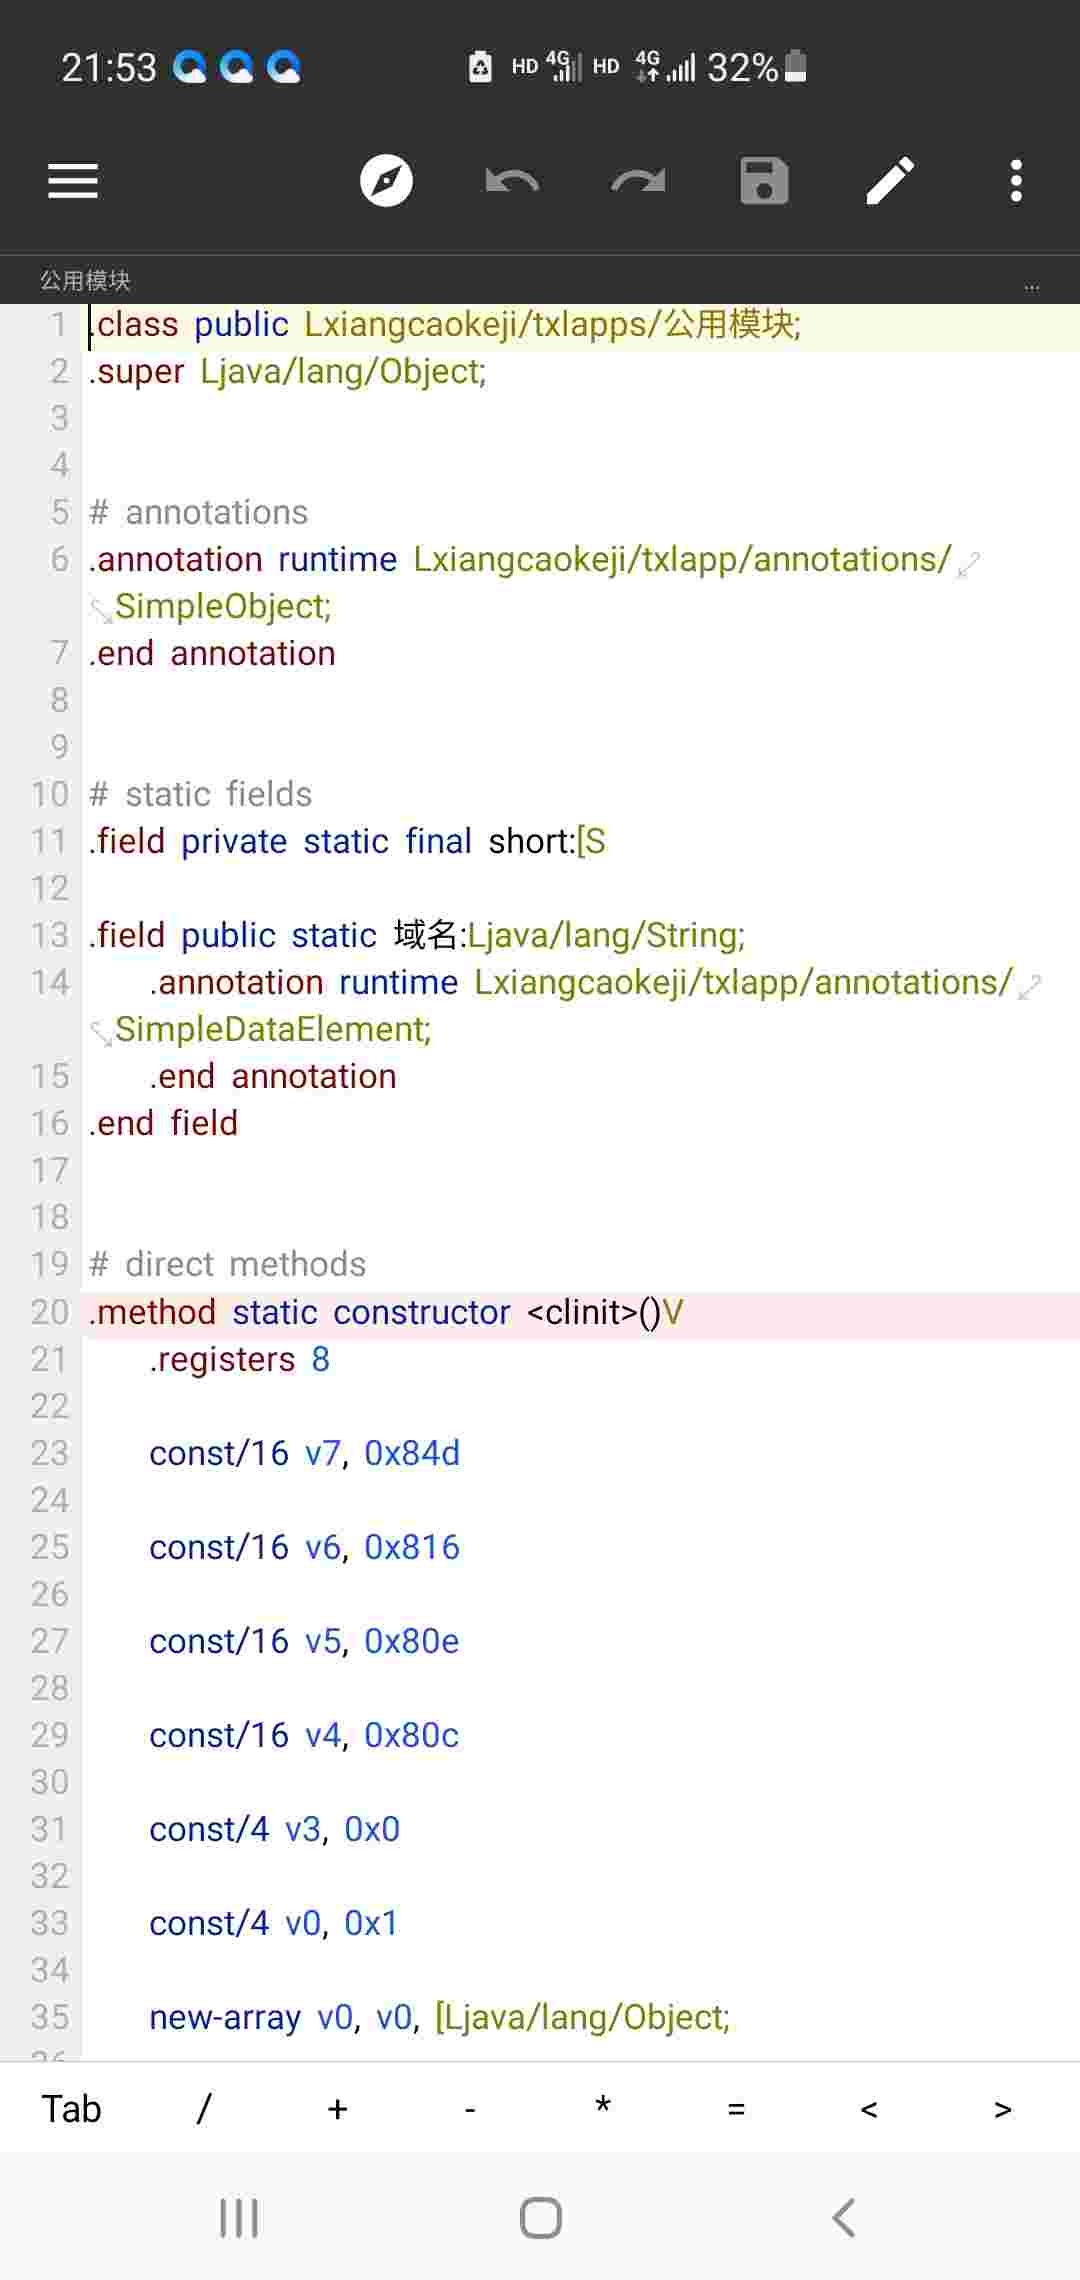 21:53 HD 4G HD 4G 32%
公用模块 ...
1 .class public Lxiangcaokeji/txlapps/公用模块;
2 .super Ljava/lang/Object;
3
4
5 # annotations
6 .annotation runtime Lxiangcaokeji/txlapp/annotations/
SimpleObject;
7 .end annotation
8
9
10 # static fields
11 .field private static final short:[S
12
13 .field public static 域名:Ljava/lang/String;
14 .annotation runtime Lxiangcaokeji/txlapp/annotations/
SimpleDataElement;
15 .end annotation
16 .end field
17
18
19 # direct methods
20 .method static constructor <clinit>()V
21 .registers 8
22
23 const/16 v7, 0x84d
24
25 const/16 v6, 0x816
26
27 const/16 v5, 0x80e
28
29 const/16 v4, 0x80c
30
31 const/4 v3, 0x0
32
33 const/4 v0, 0x1
34
35 new-array v0, v0, [Ljava/lang/Object;
Tab / + - * = < >